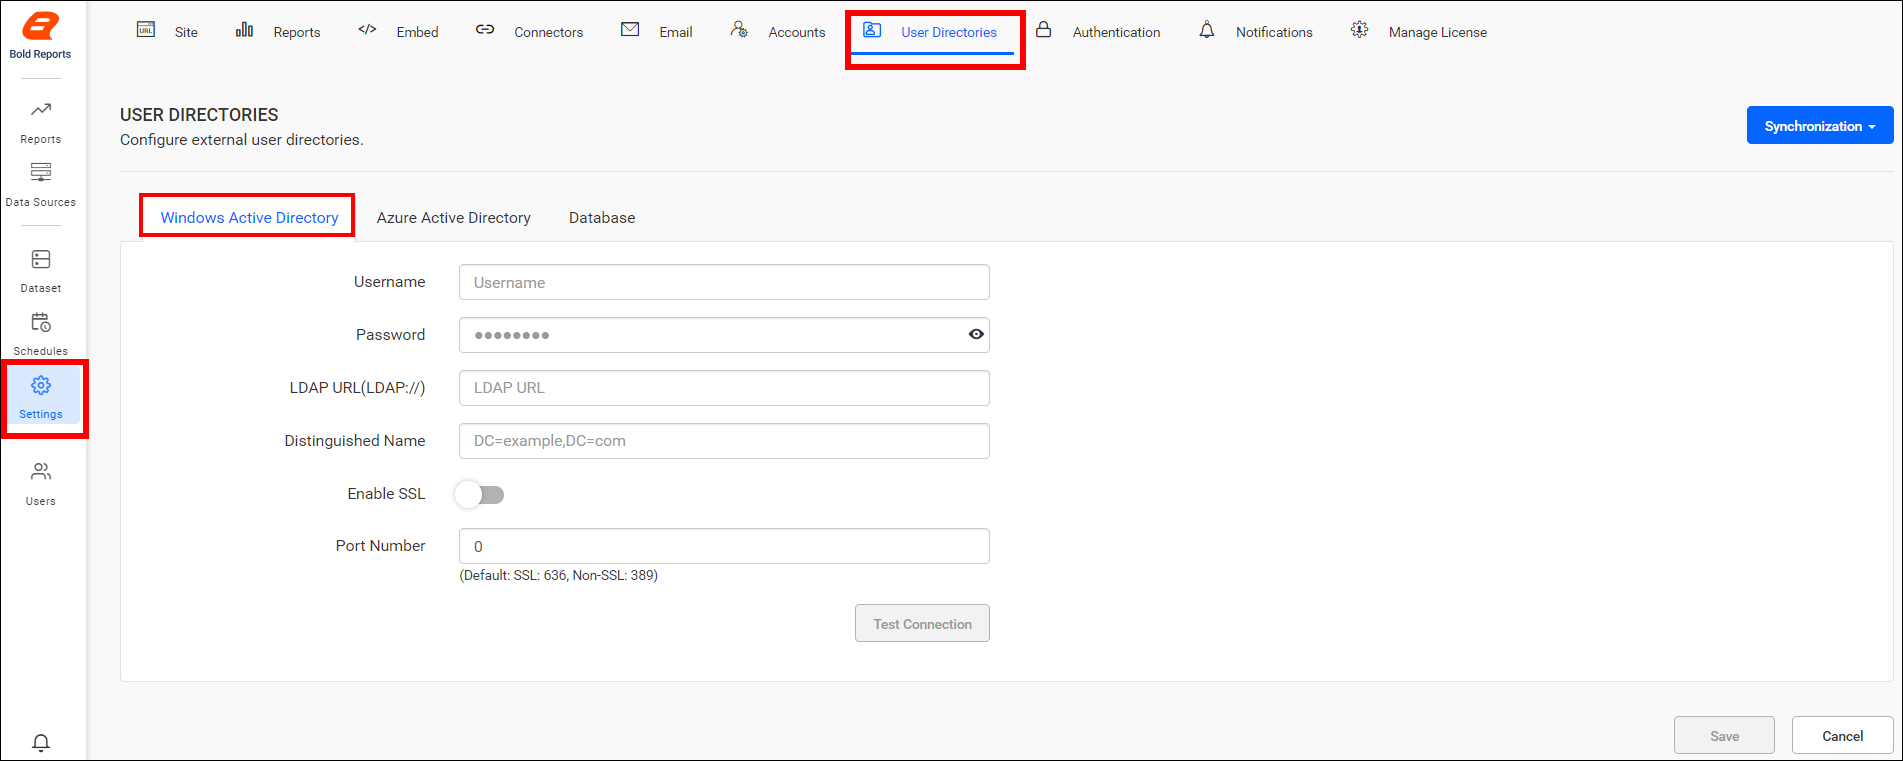 Bold Reports
Reports
Data Sources
Dataset
Schedules
Settings
Users
URL Site Reports </> Embed Connectors Email Accounts User Directories Authentication Notifications Manage License
USER DIRECTORIES
Configure external user directories.
Synchronization
Windows Active Directory Azure Active Directory Database
Username Username
Password ●●●●●●●●
LDAP URL(LDAP://) LDAP URL
Distinguished Name DC=example,DC=com
Enable SSL
Port Number 0
(Default: SSL: 636, Non-SSL: 389)
Test Connection
Save Cancel